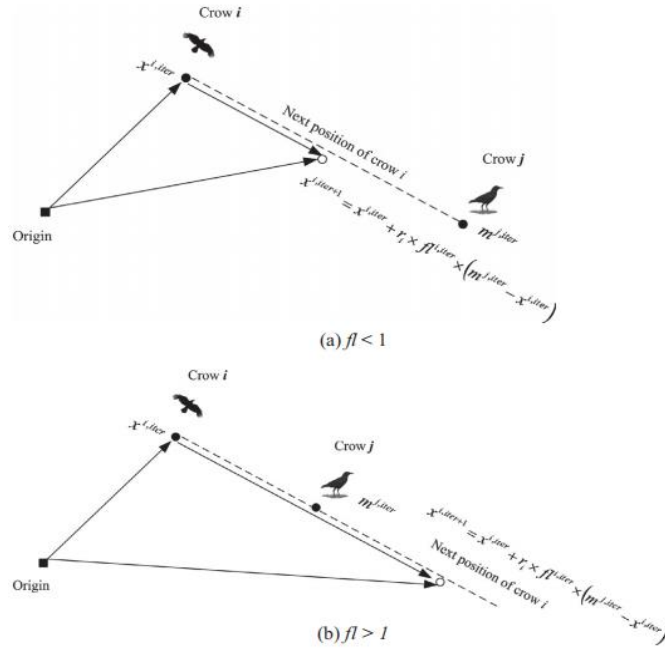 Crow i
x^{i,iter}
Next position of crow i
Crow j
m^{j,iter}
x^{i,iter+1} = x^{i,iter} + r_i × fl^{i,iter} × (m^{j,iter} − x^{i,iter})
Origin
(a) fl < 1
Crow i
x^{i,iter}
Crow j
m^{j,iter}
x^{i,iter+1} = x^{i,iter} + r_i × fl^{i,iter} × (m^{j,iter} − x^{i,iter})
Next position of crow i
Origin
(b) fl > 1